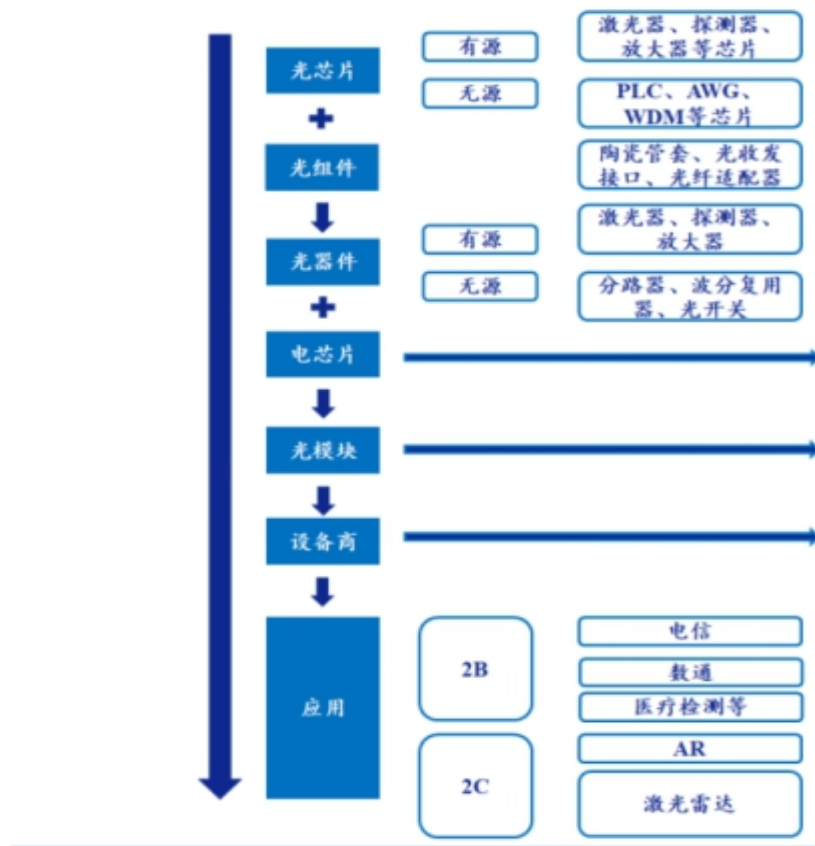 光芯片
有源
激光器、探测器、
放大器等芯片
无源
PLC、AWG、
WDM等芯片
光组件
陶瓷管套、光收发
接口、光纤适配器
光器件
有源
激光器、探测器、
放大器
无源
分路器、波分复用
器、光开关
电芯片
光模块
设备商
应用
2B
电信
数通
医疗检测等
2C
AR
激光雷达